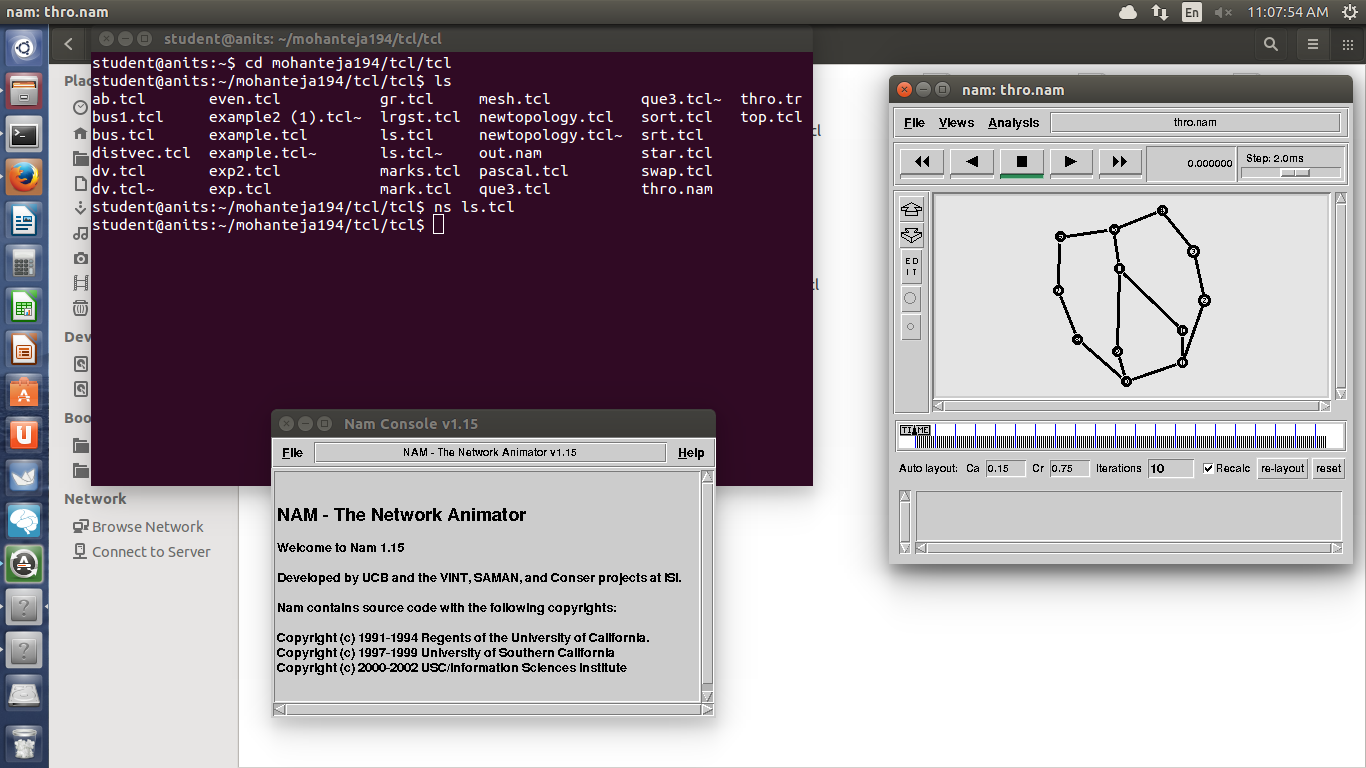 nam: thro.nam
En
11:07:54 AM
student@anits: ~/mohanteja194/tcl/tcl
student@anits:~$ cd mohanteja194/tcl/tcl
student@anits:~/mohanteja194/tcl/tcl$ ls
ab.tcl even.tcl gr.tcl mesh.tcl que3.tcl~ thro.tr
bus1.tcl example2 (1).tcl~ lrgst.tcl newtopology.tcl sort.tcl top.tcl
bus.tcl example.tcl ls.tcl newtopology.tcl~ srt.tcl
distvec.tcl example.tcl~ ls.tcl~ out.nam star.tcl
dv.tcl exp2.tcl marks.tcl pascal.tcl swap.tcl
dv.tcl~ exp.tcl mark.tcl que3.tcl thro.nam
student@anits:~/mohanteja194/tcl/tcl$ ns ls.tcl
student@anits:~/mohanteja194/tcl/tcl$
Network
Browse Network
Connect to Server
Nam Console v1.15
File
NAM - The Network Animator v1.15
Help
NAM - The Network Animator
Welcome to Nam 1.15
Developed by UCB and the VINT, SAMAN, and Conser projects at ISI.
Nam contains source code with the following copyrights:
Copyright (c) 1991-1994 Regents of the University of California.
Copyright (c) 1997-1999 University of Southern California
Copyright (c) 2000-2002 USC/Information Sciences Institute
nam: thro.nam
File Views Analysis
thro.nam
0.000000
Step: 2.0ms
ED
IT
TIME
Auto layout: Ca 0.15 Cr 0.75 Iterations 10 Recalc re-layout reset